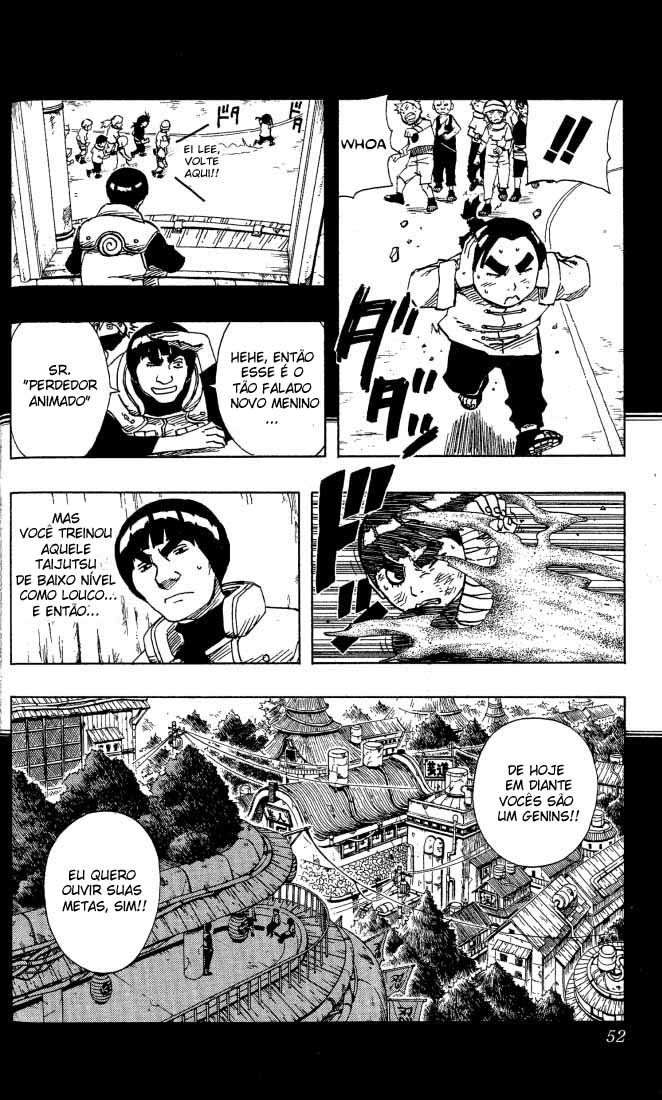 WHOA
!!
ダダ
EI LEE,
VOLTE
AQUI!!
HEHE, ENTÃO
ESSE É O
TÃO FALADO
NOVO MENINO
...
SR.
"PERDEDOR
ANIMADO"
MAS
VOCÊ TREINOU
AQUELE
TAIJUTSU
DE BAIXO NÍVEL
COMO LOUCO...
E ENTÃO...
DE HOJE
EM DIANTE
VOCÊS SÃO
UM GENINS!!
EU QUERO
OUVIR SUAS
METAS, SIM!!
52